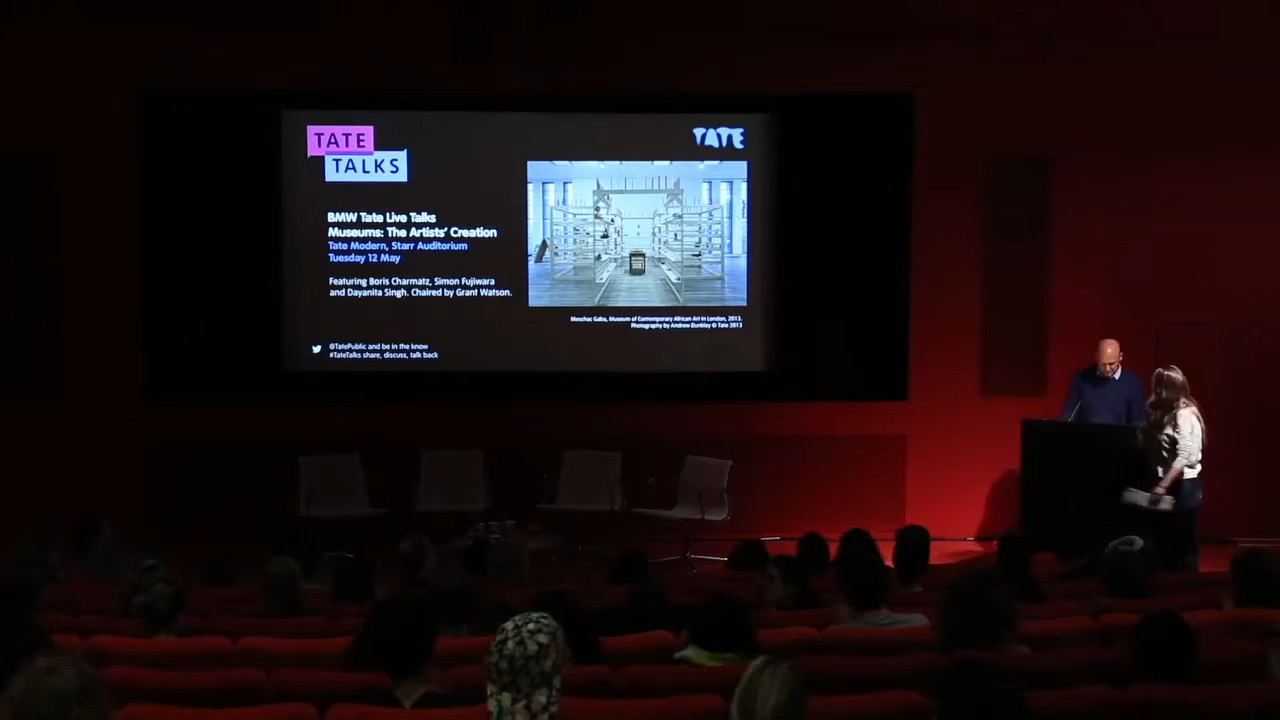 TATE
TALKS
TATE
BMW Tate Live Talks
Museums: The Artists' Creation
Tate Modern, Starr Auditorium
Tuesday 12 May
Featuring Boris Charmatz, Simon Fujiwara
and Dayanita Singh. Chaired by Grant Watson.
Meschac Gaba, Museum of Contemporary African Art in London, 2013.
Photography by Andrew Dunkley © Tate 2013
@TatePublic and be in the know
#TateTalks share, discuss, talk back